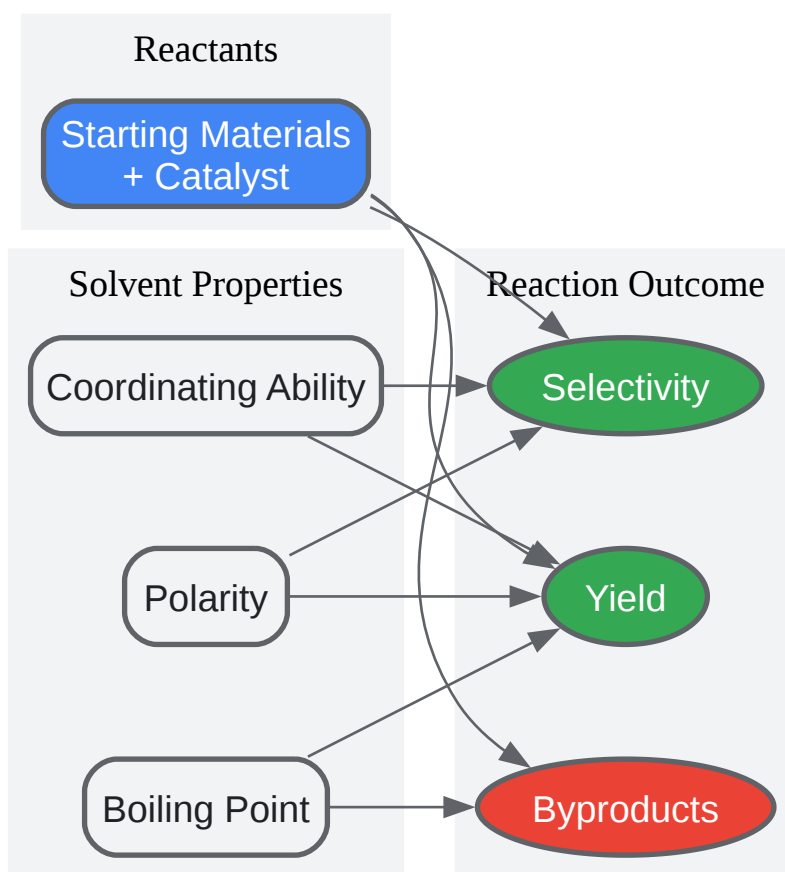 Reactants
Starting Materials
+ Catalyst
Solvent Properties
Reaction Outcome
Coordinating Ability
Selectivity
Polarity
Yield
Boiling Point
Byproducts